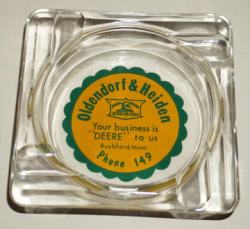 Oldendorf & Heiden
Your business is
"DEERE" to us
Rushford, Minn.
Phone 149